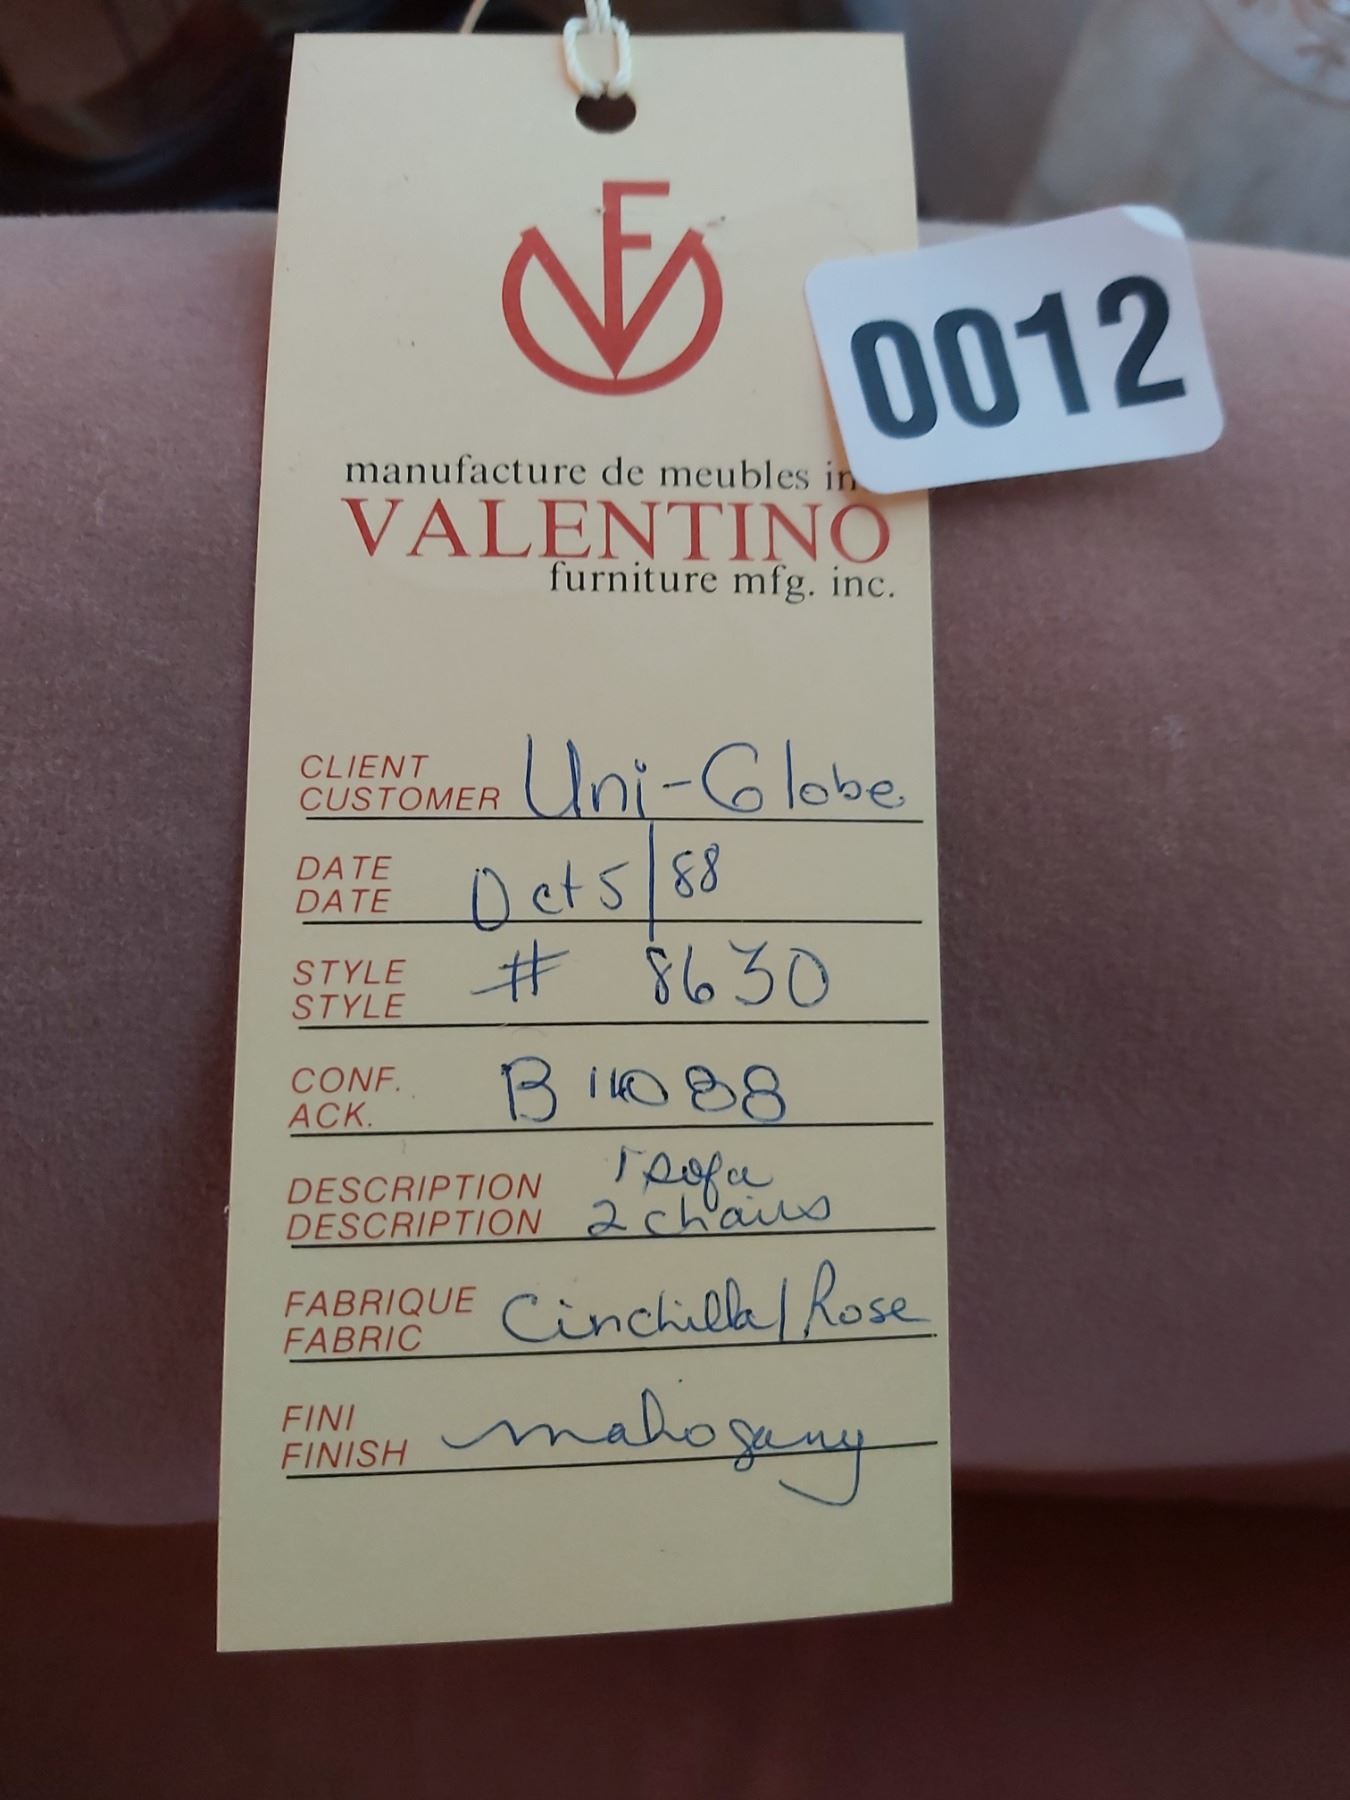 VF
0012
manufacture de meubles in
VALENTINO
furniture mfg. inc.
CLIENT
CUSTOMER Uni-Globe
DATE
DATE Oct 5/88
STYLE
STYLE # 8630
CONF.
ACK.
DESCRIPTION 1 sofa
DESCRIPTION 2 chairs
FABRIQUE
FABRIC Cinchilla/Rose
FINI
FINISH mahogany